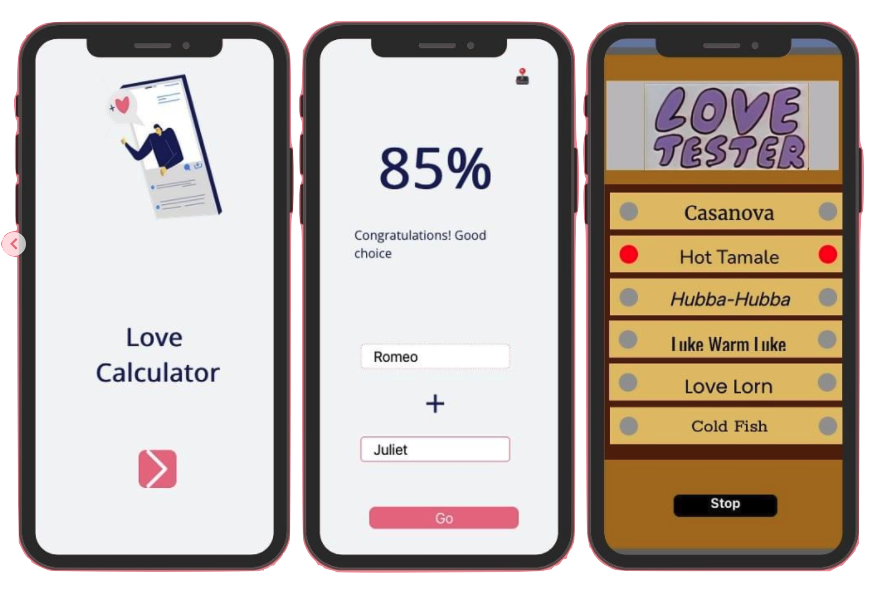 Love
Calculator
85%
Congratulations! Good
choice
Romeo
+
Juliet
Go
LOVE
TESTER
Casanova
Hot Tamale
Hubba-Hubba
Luke Warm Luke
Love Lorn
Cold Fish
Stop